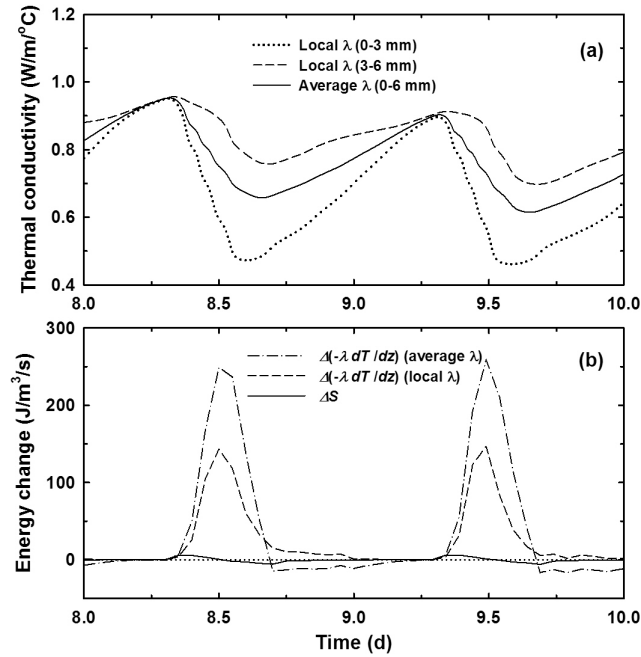 (a)
Local λ (0-3 mm)
Local λ (3-6 mm)
Average λ (0-6 mm)
Thermal conductivity (W/m/°C)
1.2
1.0
0.8
0.6
0.4
8.0 8.5 9.0 9.5 10.0
(b)
Δ(-λ dT/dz) (average λ)
Δ(-λ dT/dz) (local λ)
ΔS
Energy change (J/m³/s)
300
200
100
0
8.0 8.5 9.0 9.5 10.0
Time (d)